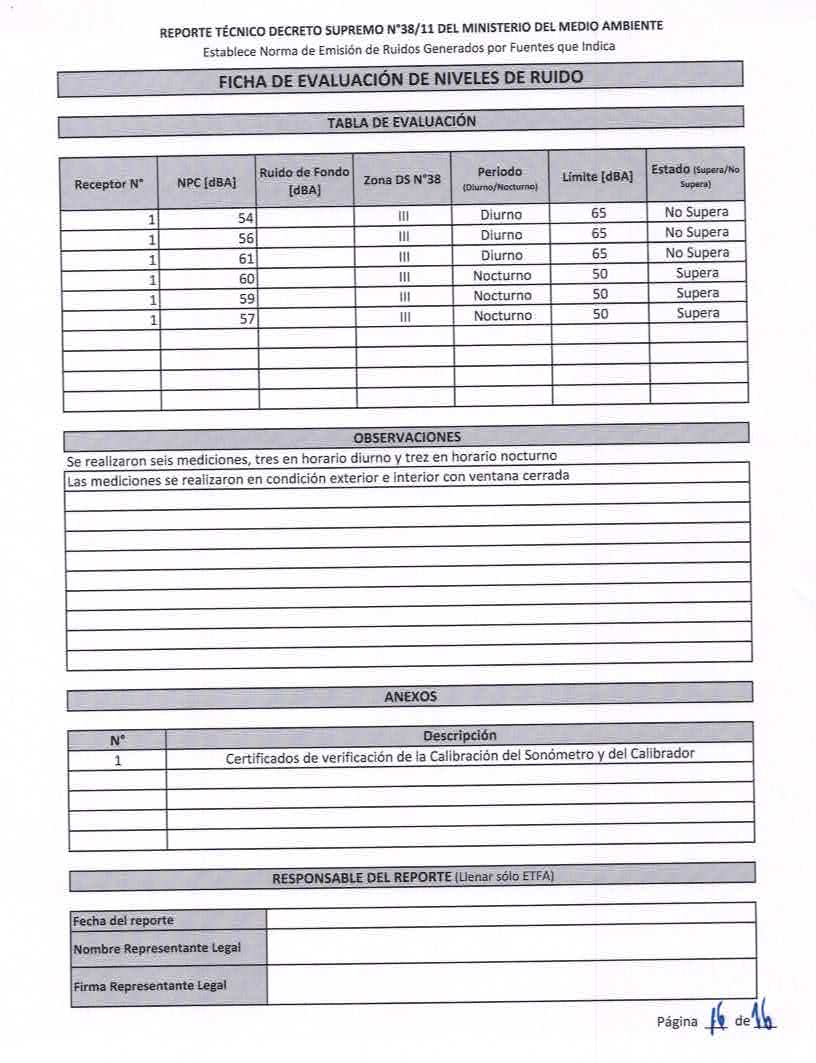 REPORTE TÉCNICO DECRETO SUPREMO N°38/11 DEL MINISTERIO DEL MEDIO AMBIENTE
Establece Norma de Emisión de Ruidos Generados por Fuentes que Indica
FICHA DE EVALUACIÓN DE NIVELES DE RUIDO
TABLA DE EVALUACIÓN
Receptor N° NPC [dBA] Ruido de Fondo [dBA] Zona DS N°38 Periodo (Diurno/Nocturno) Límite [dBA] Estado (Supera/No Supera)
1 54 III Diurno 65 No Supera
1 56 III Diurno 65 No Supera
1 61 III Diurno 65 No Supera
1 60 III Nocturno 50 Supera
1 59 III Nocturno 50 Supera
1 57 III Nocturno 50 Supera
OBSERVACIONES
Se realizaron seis mediciones, tres en horario diurno y trez en horario nocturno
Las mediciones se realizaron en condición exterior e interior con ventana cerrada
ANEXOS
N° Descripción
1 Certificados de verificación de la Calibración del Sonómetro y del Calibrador
RESPONSABLE DEL REPORTE (Llenar sólo ETFA)
Fecha del reporte
Nombre Representante Legal
Firma Representante Legal
Página 16 de 16